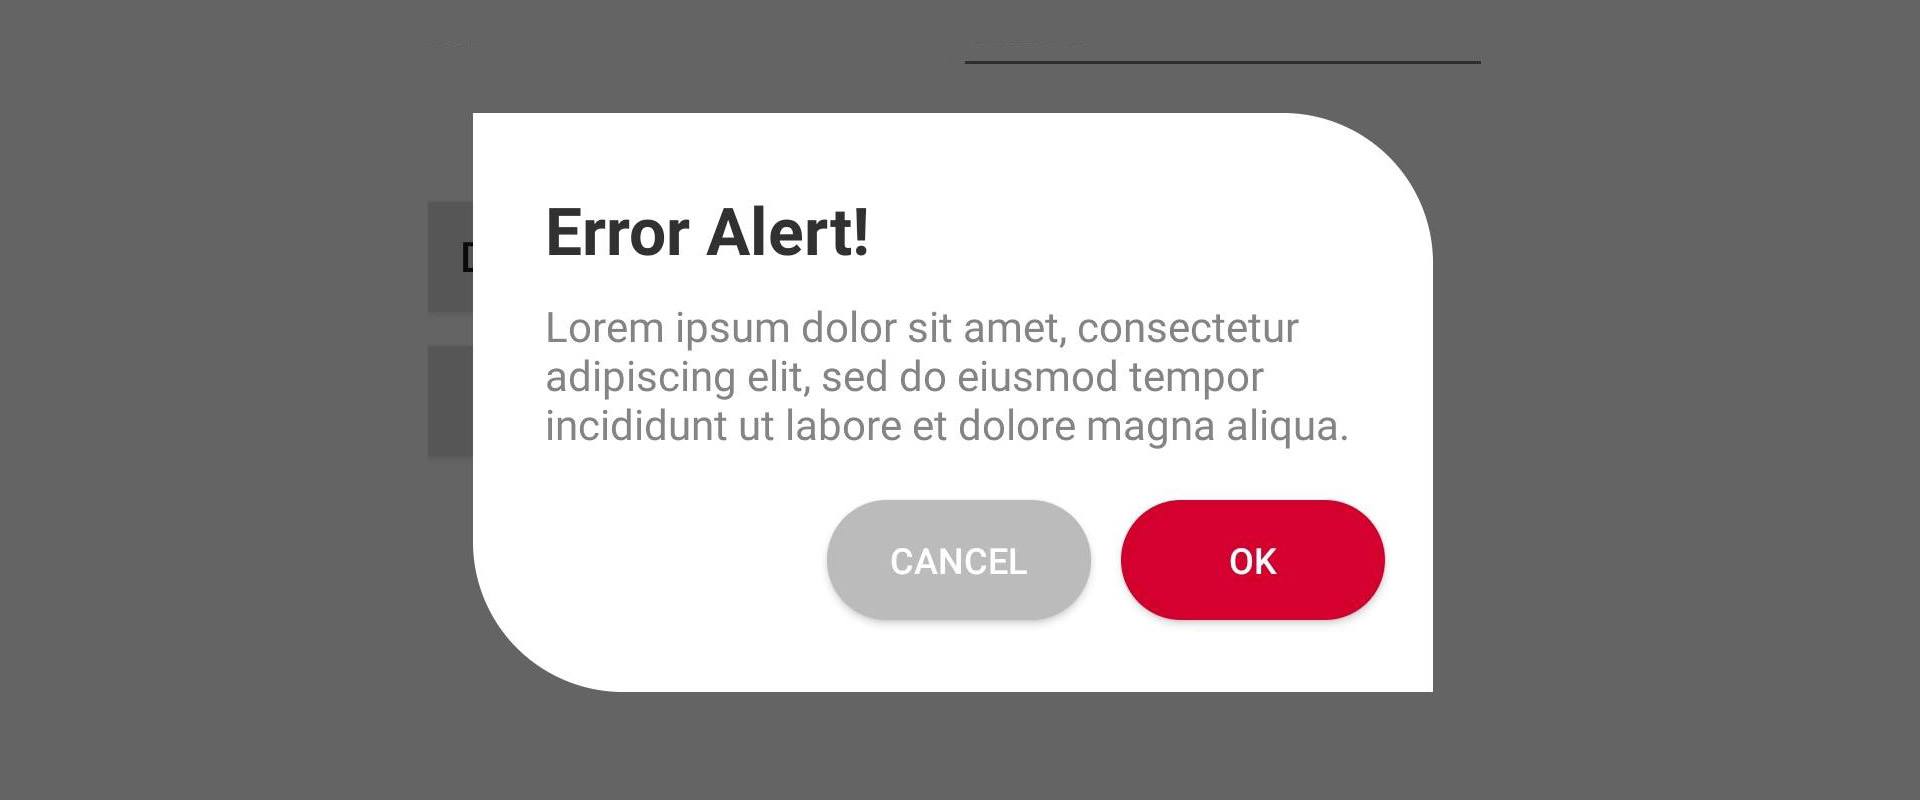 Error Alert!
Lorem ipsum dolor sit amet, consectetur
adipiscing elit, sed do eiusmod tempor
incididunt ut labore et dolore magna aliqua.
CANCEL
OK